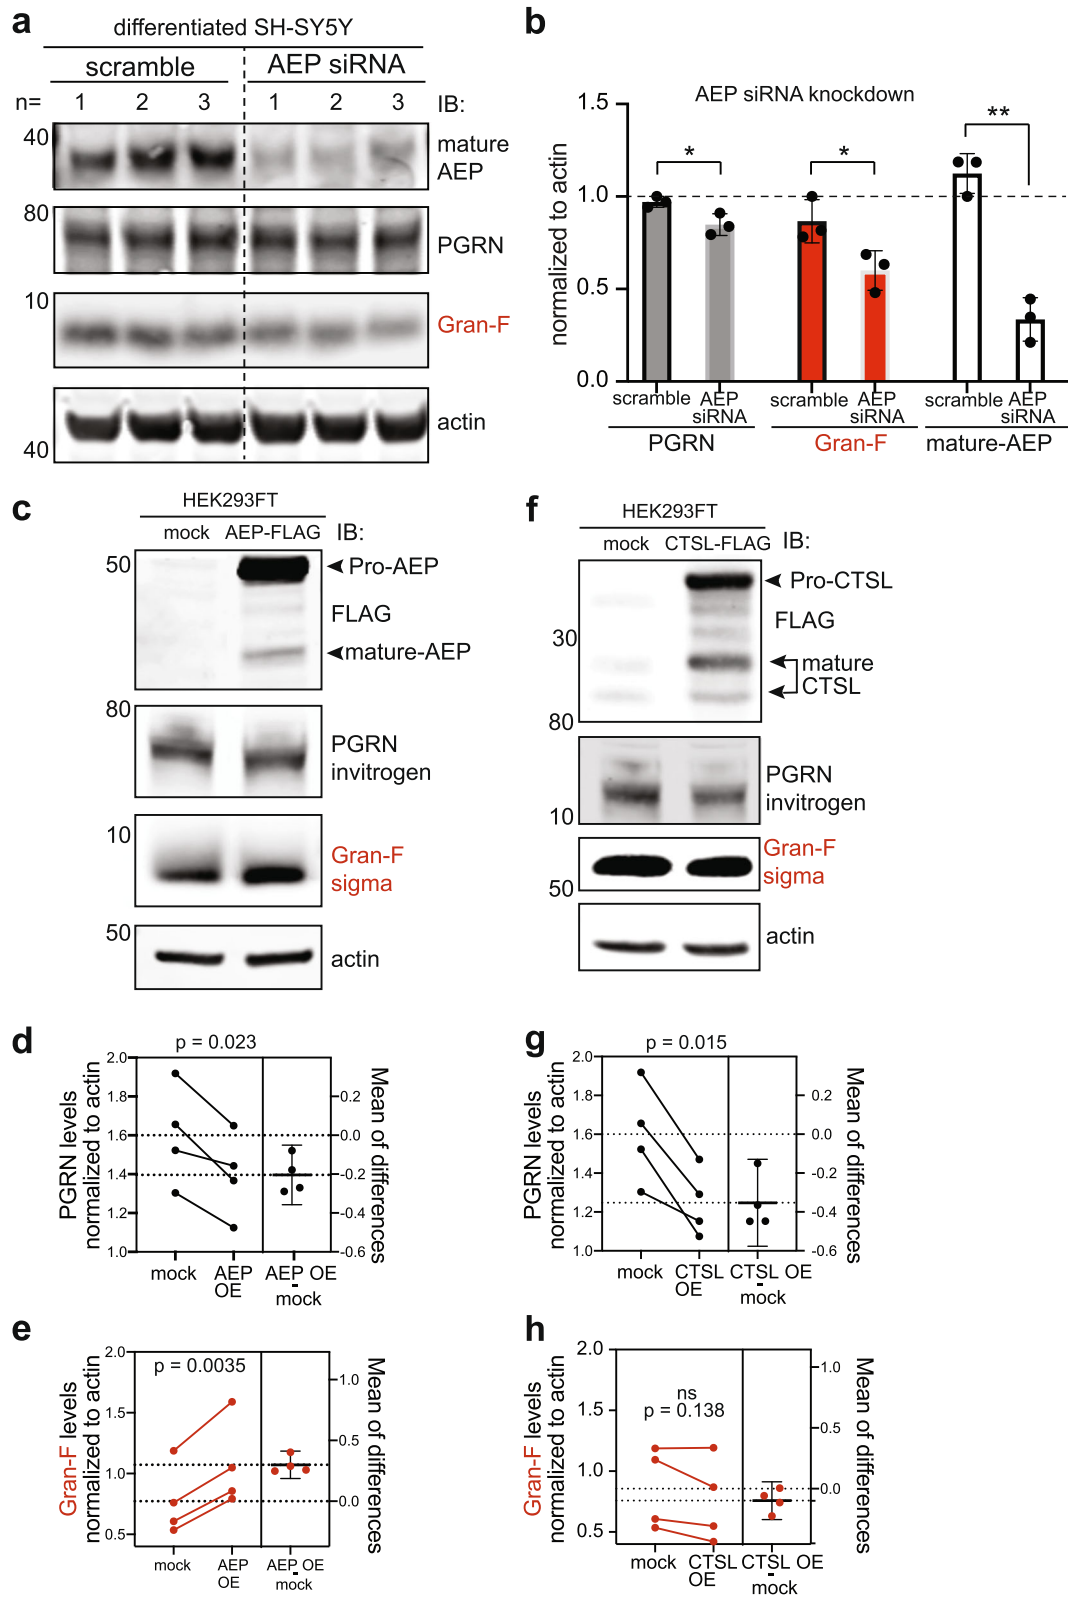 a
differentiated SH-SY5Y
scramble AEP siRNA
n= 1 2 3 1 2 3 IB:
40 mature AEP
80 PGRN
10 Gran-F
actin
40
b
AEP siRNA knockdown
normalized to actin
1.5
1.0
0.5
0.0
* * **
scramble AEP siRNA scramble AEP siRNA scramble AEP siRNA
PGRN Gran-F mature-AEP
c
HEK293FT
mock AEP-FLAG IB:
50 Pro-AEP
FLAG
mature-AEP
80
PGRN
invitrogen
10
Gran-F
sigma
50
actin
f
HEK293FT
mock CTSL-FLAG IB:
Pro-CTSL
FLAG
30
mature
CTSL
80
PGRN
invitrogen
10
Gran-F
sigma
50
actin
d
p = 0.023
PGRN levels
normalized to actin
2.0
1.8
1.6
1.4
1.2
1.0
0.2
0.0
-0.2
-0.4
-0.6
Mean of differences
mock AEP OE AEP OE - mock
g
p = 0.015
PGRN levels
normalized to actin
2.0
1.8
1.6
1.4
1.2
1.0
0.2
0.0
-0.2
-0.4
-0.6
Mean of differences
mock CTSL OE CTSL OE - mock
e
p = 0.0035
Gran-F levels
normalized to actin
2.0
1.5
1.0
0.5
1.0
0.5
0.0
Mean of differences
mock AEP OE AEP OE - mock
h
ns
p = 0.138
Gran-F levels
normalized to actin
2.0
1.5
1.0
0.5
1.0
0.5
0.0
Mean of differences
mock CTSL OE CTSL OE - mock